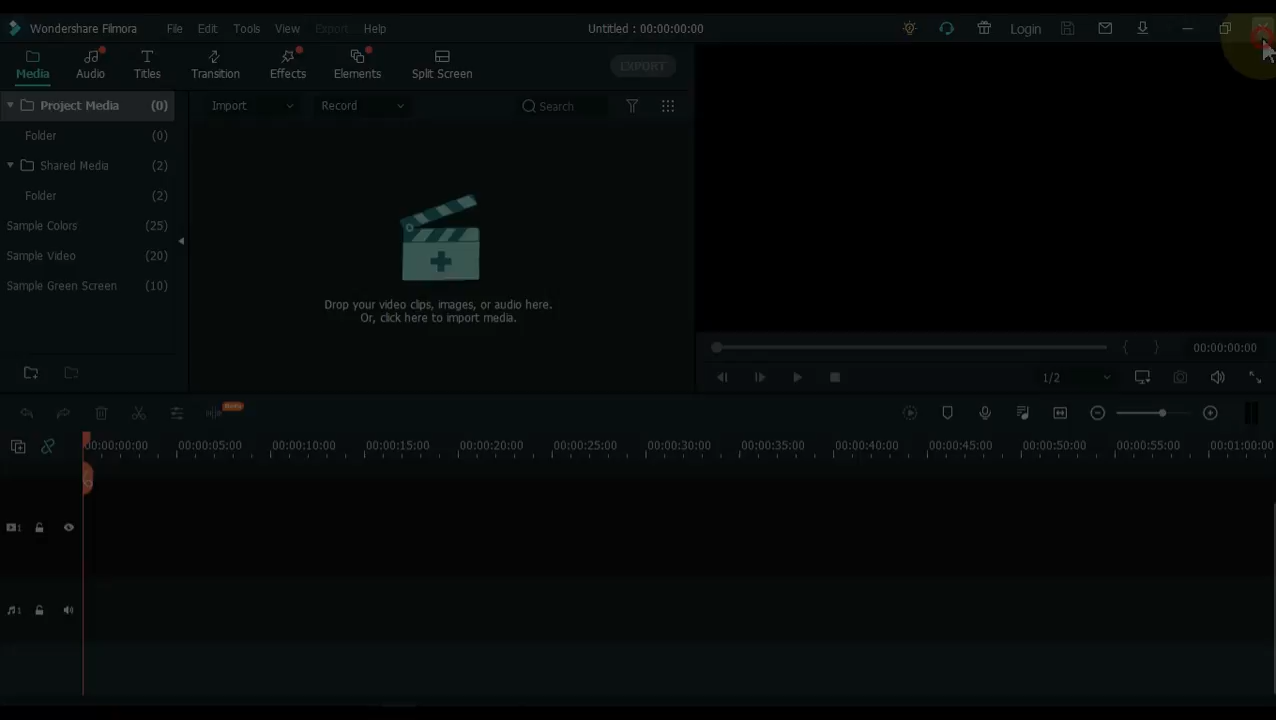 Wondershare Filmora File Edit Tools View Export Help Untitled : 00:00:00:00 Login
Media Audio Titles Transition Effects Elements Split Screen EXPORT
Project Media (0) Import Record Search
Folder (0)
Shared Media (2)
Folder (2)
Sample Colors (25)
Sample Video (20)
Sample Green Screen (10)
Drop your video clips, images, or audio here.
Or, click here to import media.
{ } 00:00:00:00
1/2
00:00:00:00 00:00:05:00 00:00:10:00 00:00:15:00 00:00:20:00 00:00:25:00 00:00:30:00 00:00:35:00 00:00:40:00 00:00:45:00 00:00:50:00 00:00:55:00 00:01:00:00
1
1